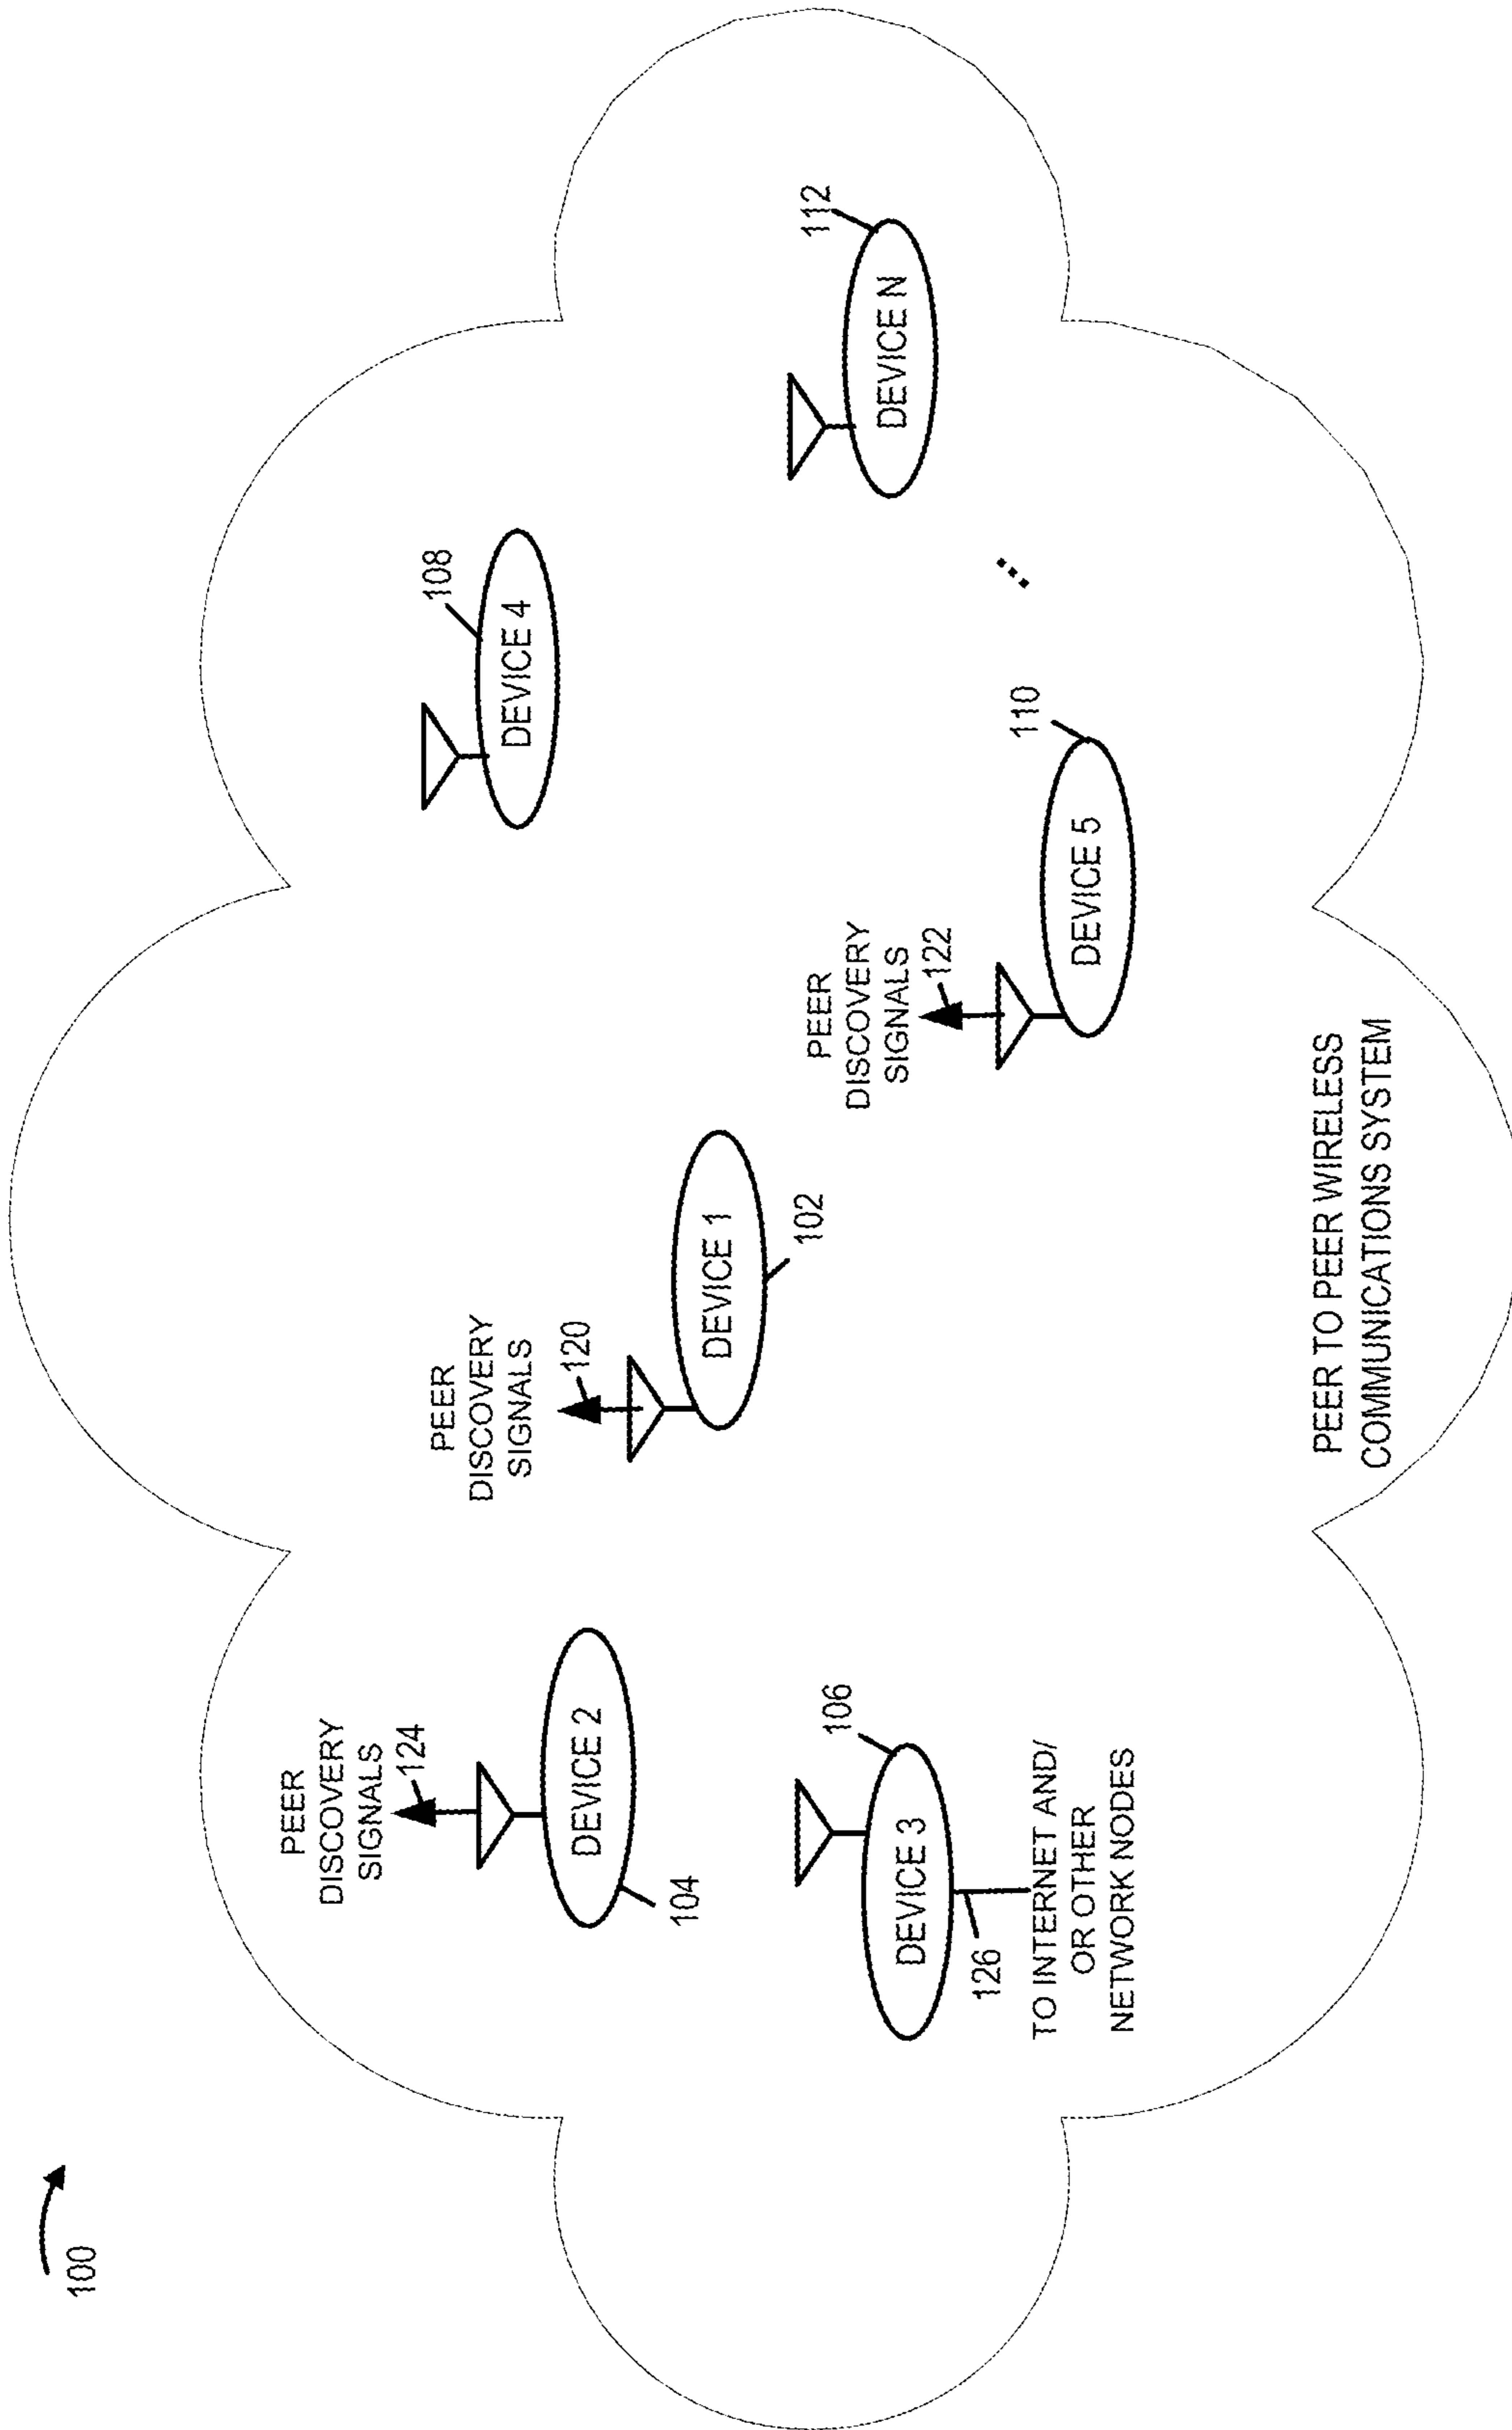 100
PEER
DISCOVERY
SIGNALS
124
DEVICE 2
104
PEER
DISCOVERY
SIGNALS
120
DEVICE 1
102
108
DEVICE 4
106
DEVICE 3
126
TO INTERNET AND/
OR OTHER
NETWORK NODES
PEER
DISCOVERY
SIGNALS
122
110
DEVICE 5
112
DEVICE N
...
PEER TO PEER WIRELESS
COMMUNICATIONS SYSTEM